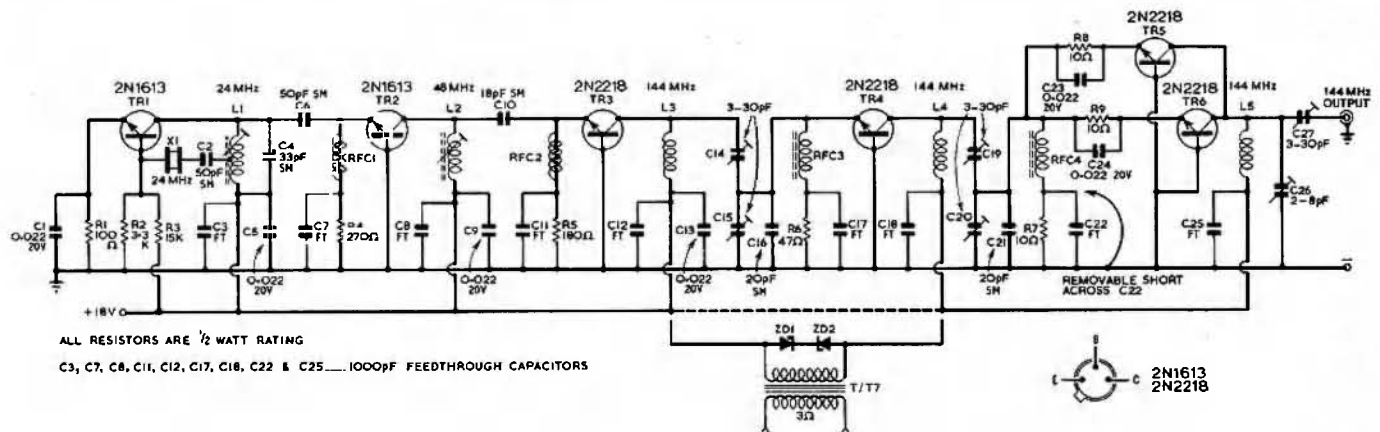 2N1613
TR1
24 MHz
L1
50pF SM
C6
2N1613
TR2
48 MHz
L2
18pF SM
C10
2N2218
TR3
144 MHz
L3
3-30pF
2N2218
TR4
144 MHz
L4
3-30pF
2N2218
TR5
R8
10Ω
C23
0·022
20V
R9
10Ω
C24
0·022 20V
TR6
144 MHz
L5
C27
3-30pF
144 MHz
OUTPUT
C26
2-8pF
X1
24 MHz
C2
50pF
SM
C4
33pF
SM
RFC1
RFC2
C14
RFC3
C19
RFC4
C1
0·022
20V
R1
100
Ω
R2
3·3
K
R3
15K
C3
FT
0·022
20V
C7
FT
270Ω
C8
FT
C9
0·022
20V
C11
FT
R5
180Ω
C12
FT
C13
0·022
20V
C15
C16
20pF
SM
R6
47Ω
C17
FT
C18
FT
C20
C21
20pF
SM
R7
10Ω
C22
FT
REMOVABLE SHORT
ACROSS C22
C25
FT
+18V
ALL RESISTORS ARE ½ WATT RATING
C3, C7, C8, C11, C12, C17, C18, C22 & C25.....1000pF FEEDTHROUGH CAPACITORS
ZD1
ZD2
T/T7
3Ω
B
E
C
2N1613
2N2218